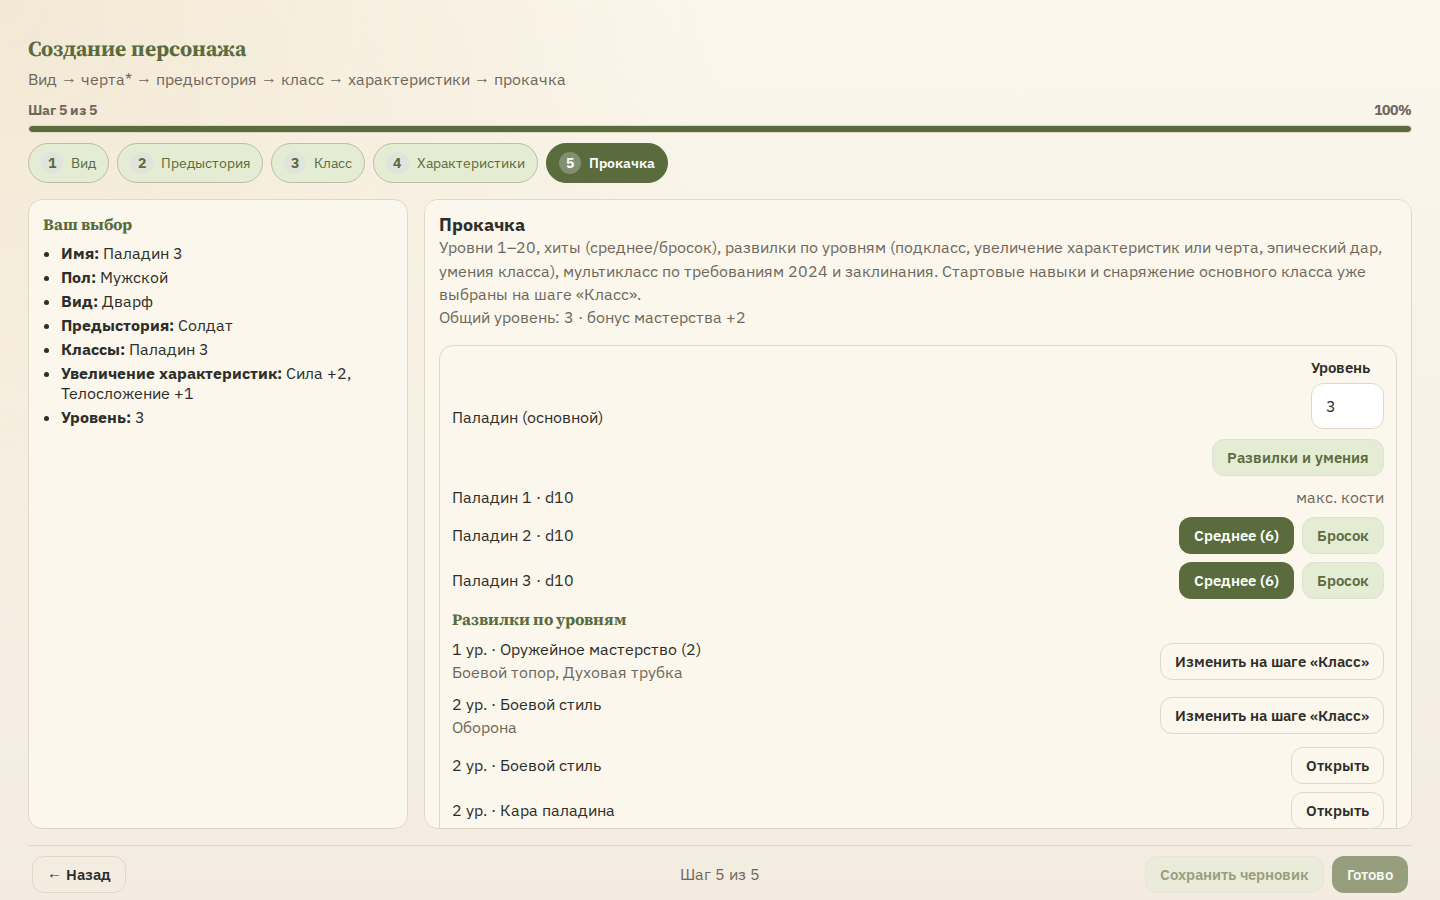 Создание персонажа
Вид → черта* → предыстория → класс → характеристики → прокачка
Шаг 5 из 5
100%
1 Вид
2 Предыстория
3 Класс
4 Характеристики
5 Прокачка
Ваш выбор
• Имя: Паладин 3
• Пол: Мужской
• Вид: Дварф
• Предыстория: Солдат
• Классы: Паладин 3
• Увеличение характеристик: Сила +2,
Телосложение +1
• Уровень: 3
Прокачка
Уровни 1–20, хиты (среднее/бросок), развилки по уровням (подкласс, увеличение характеристик или черта, эпический дар,
умения класса), мультикласс по требованиям 2024 и заклинания. Стартовые навыки и снаряжение основного класса уже
выбраны на шаге «Класс».
Общий уровень: 3 · бонус мастерства +2
Уровень
Паладин (основной)
3
Развилки и умения
Паладин 1 · d10
макс. кости
Паладин 2 · d10
Среднее (6)
Бросок
Паладин 3 · d10
Среднее (6)
Бросок
Развилки по уровням
1 ур. · Оружейное мастерство (2)
Боевой топор, Духовая трубка
Изменить на шаге «Класс»
2 ур. · Боевой стиль
Оборона
Изменить на шаге «Класс»
2 ур. · Боевой стиль
Открыть
2 ур. · Кара паладина
Открыть
← Назад
Шаг 5 из 5
Сохранить черновик
Готово